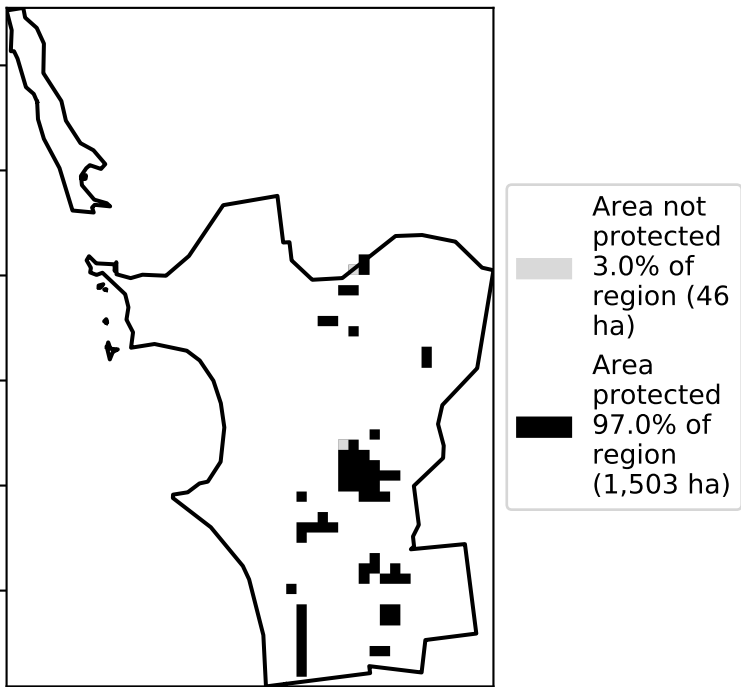 Area not
protected
3.0% of
region (46
ha)
Area
protected
97.0% of
region
(1,503 ha)